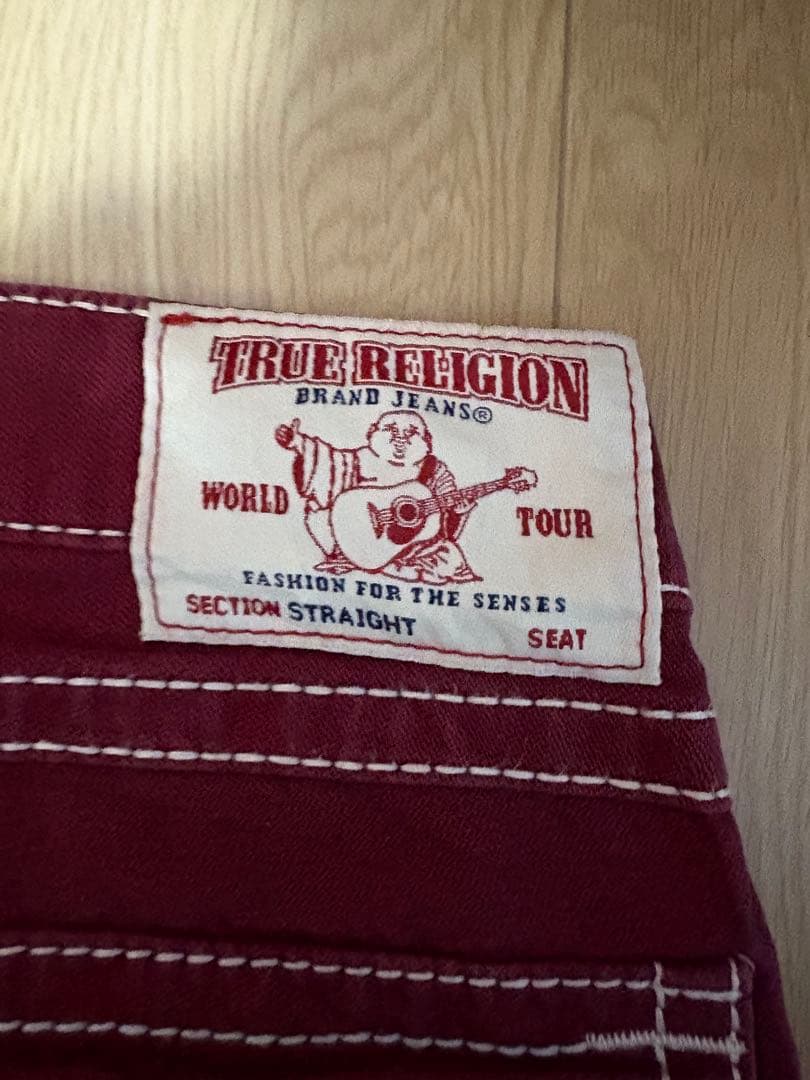 TRUE RELIGION
BRAND JEANS®
WORLD TOUR
FASHION FOR THE SENSES
SECTION STRAIGHT SEAT